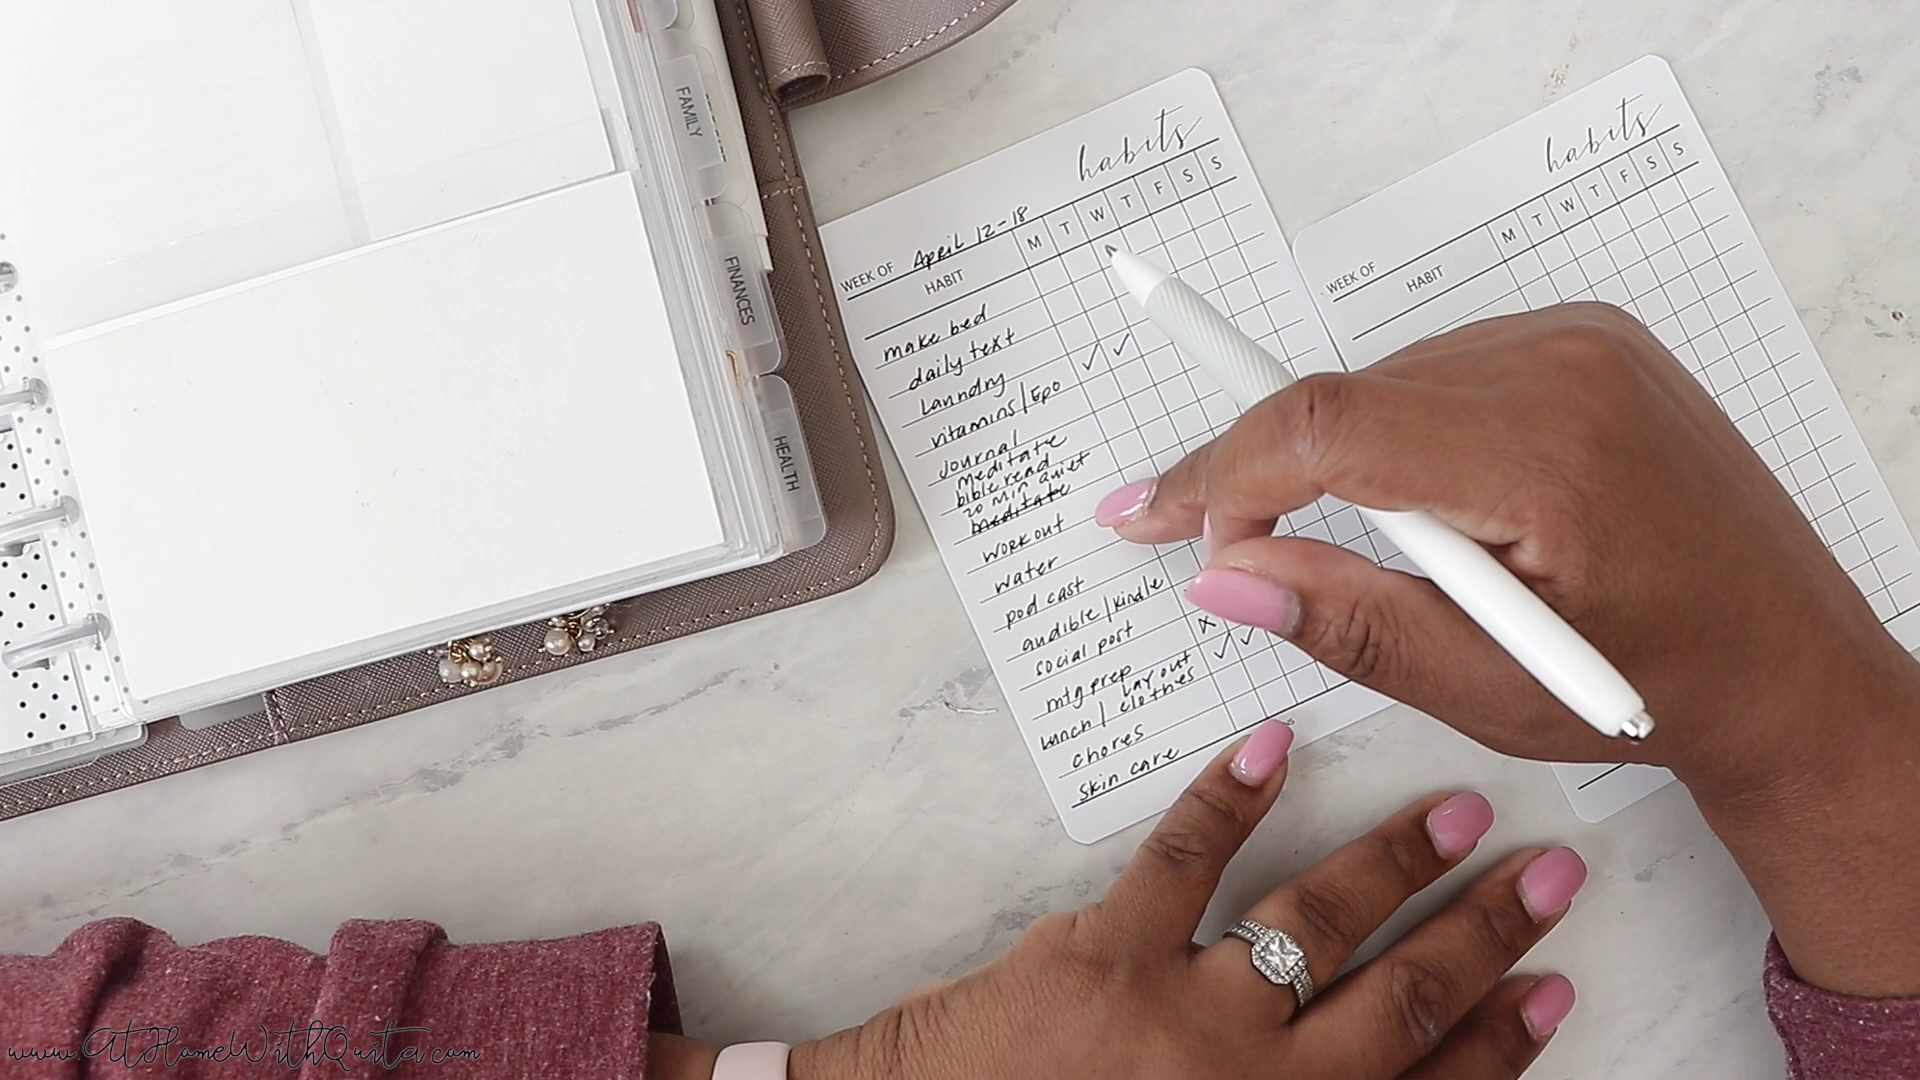 FAMILY
FINANCES
HEALTH
habits
WEEK OF April 12-18
HABIT M T W T F S S
make bed
daily text
laundry
vitamins/Epo
journal
meditate
bible read
20 min quiet
meditate
workout
water
pod cast
audible/kindle
social post
mtg prep
lay out
lunch/ clothes
chores
skin care
habits
WEEK OF
HABIT M T W T F S S
www.AtHomeWithQuita.com